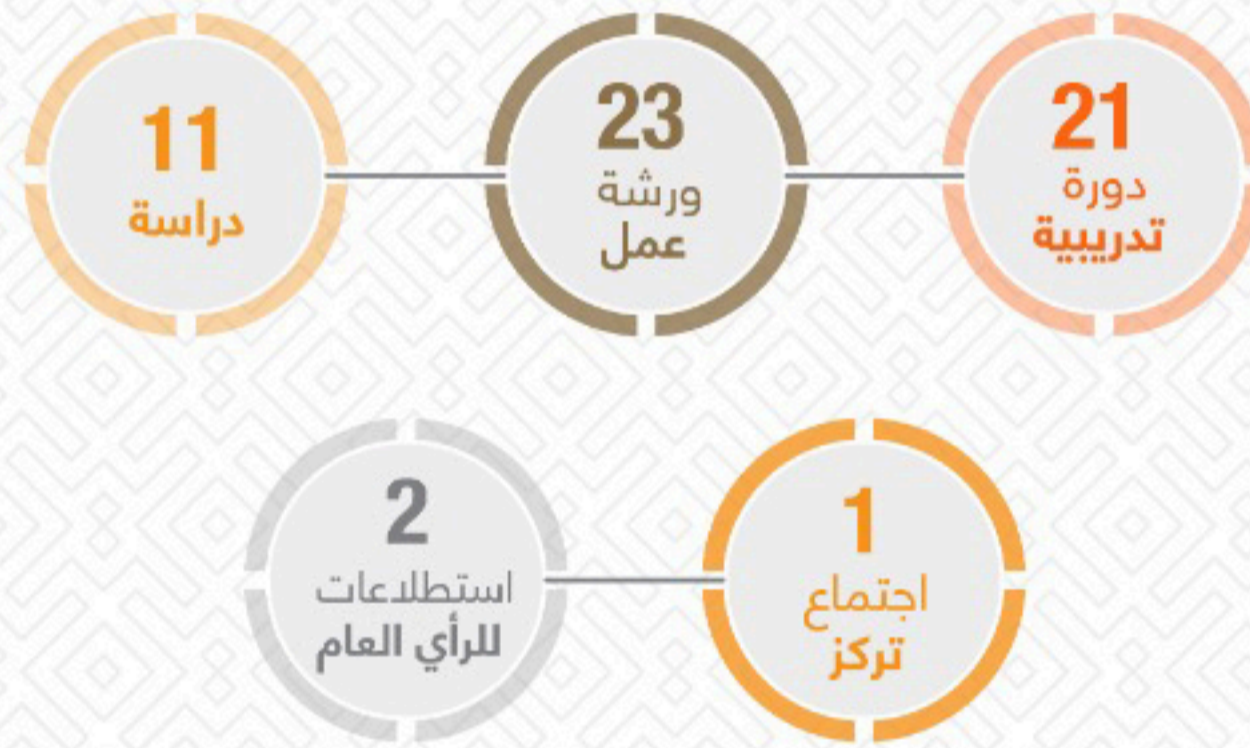 21
دورة
تدريبية
23
ورشة
عمل
11
دراسة
1
اجتماع
تركز
2
استطلاعات
للرأي العام